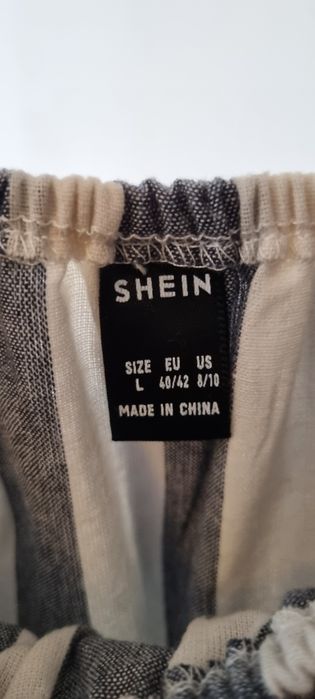 SHEIN
SIZE EU US
L 40/42 8/10
MADE IN CHINA